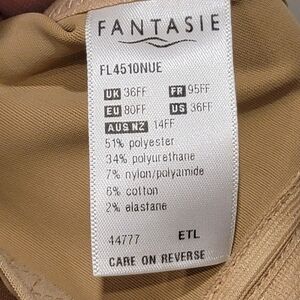 FANTASIE
FL4510NUE
UK 36FF FR 95FF
EU 80FF US 36FF
AUS NZ 14FF
51% polyester
34% polyurethane
7% nylon/polyamide
6% cotton
2% elastane
44777 ETL
CARE ON REVERSE